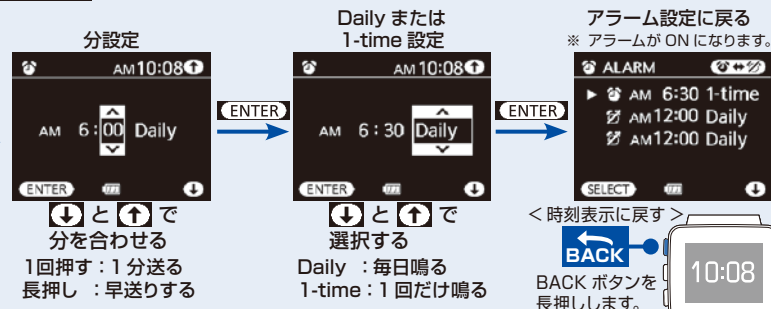 分設定
AM10:08
AM 6:00 Daily
ENTER
と で
分を合わせる
1回押す：1分送る
長押し ：早送りする
ENTER
Daily または
1-time 設定
AM10:08
AM 6:30 Daily
ENTER
と で
選択する
Daily ：毎日鳴る
1-time：1回だけ鳴る
ENTER
アラーム設定に戻る
※ アラームが ON になります。
ALARM
AM 6:30 1-time
AM12:00 Daily
AM12:00 Daily
SELECT
＜時刻表示に戻す＞
BACK
BACK ボタンを
長押しします。
10:08